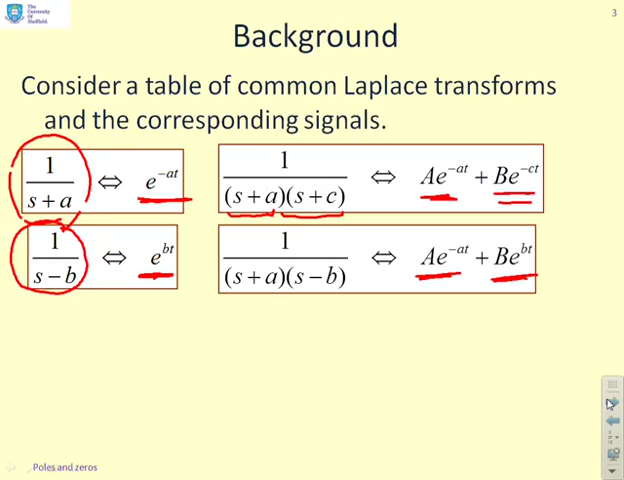 The
University
Of
Sheffield.
3
Background
Consider a table of common Laplace transforms
and the corresponding signals.
1/(s + a) ⇔ e^{−at}
1/((s + a)(s + c)) ⇔ Ae^{−at} + Be^{−ct}
1/(s − b) ⇔ e^{bt}
1/((s + a)(s − b)) ⇔ Ae^{−at} + Be^{bt}
Poles and zeros